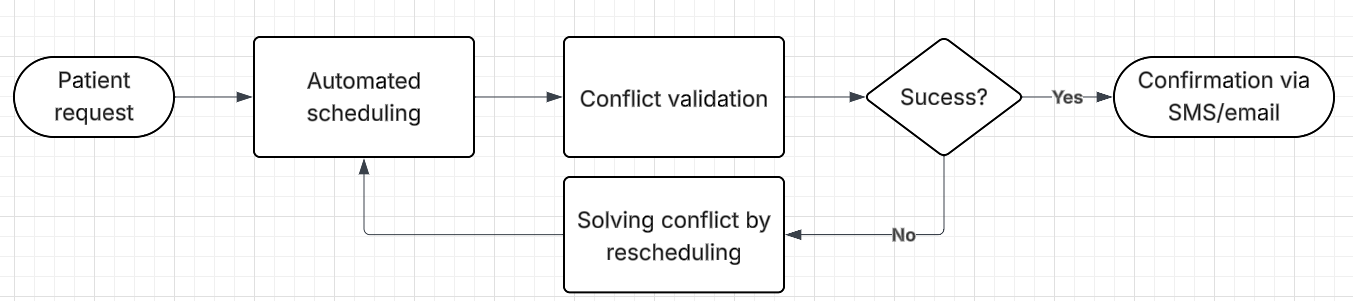 Patient
request
Automated
scheduling
Conflict validation
Sucess?
Yes
Confirmation via
SMS/email
No
Solving conflict by
rescheduling